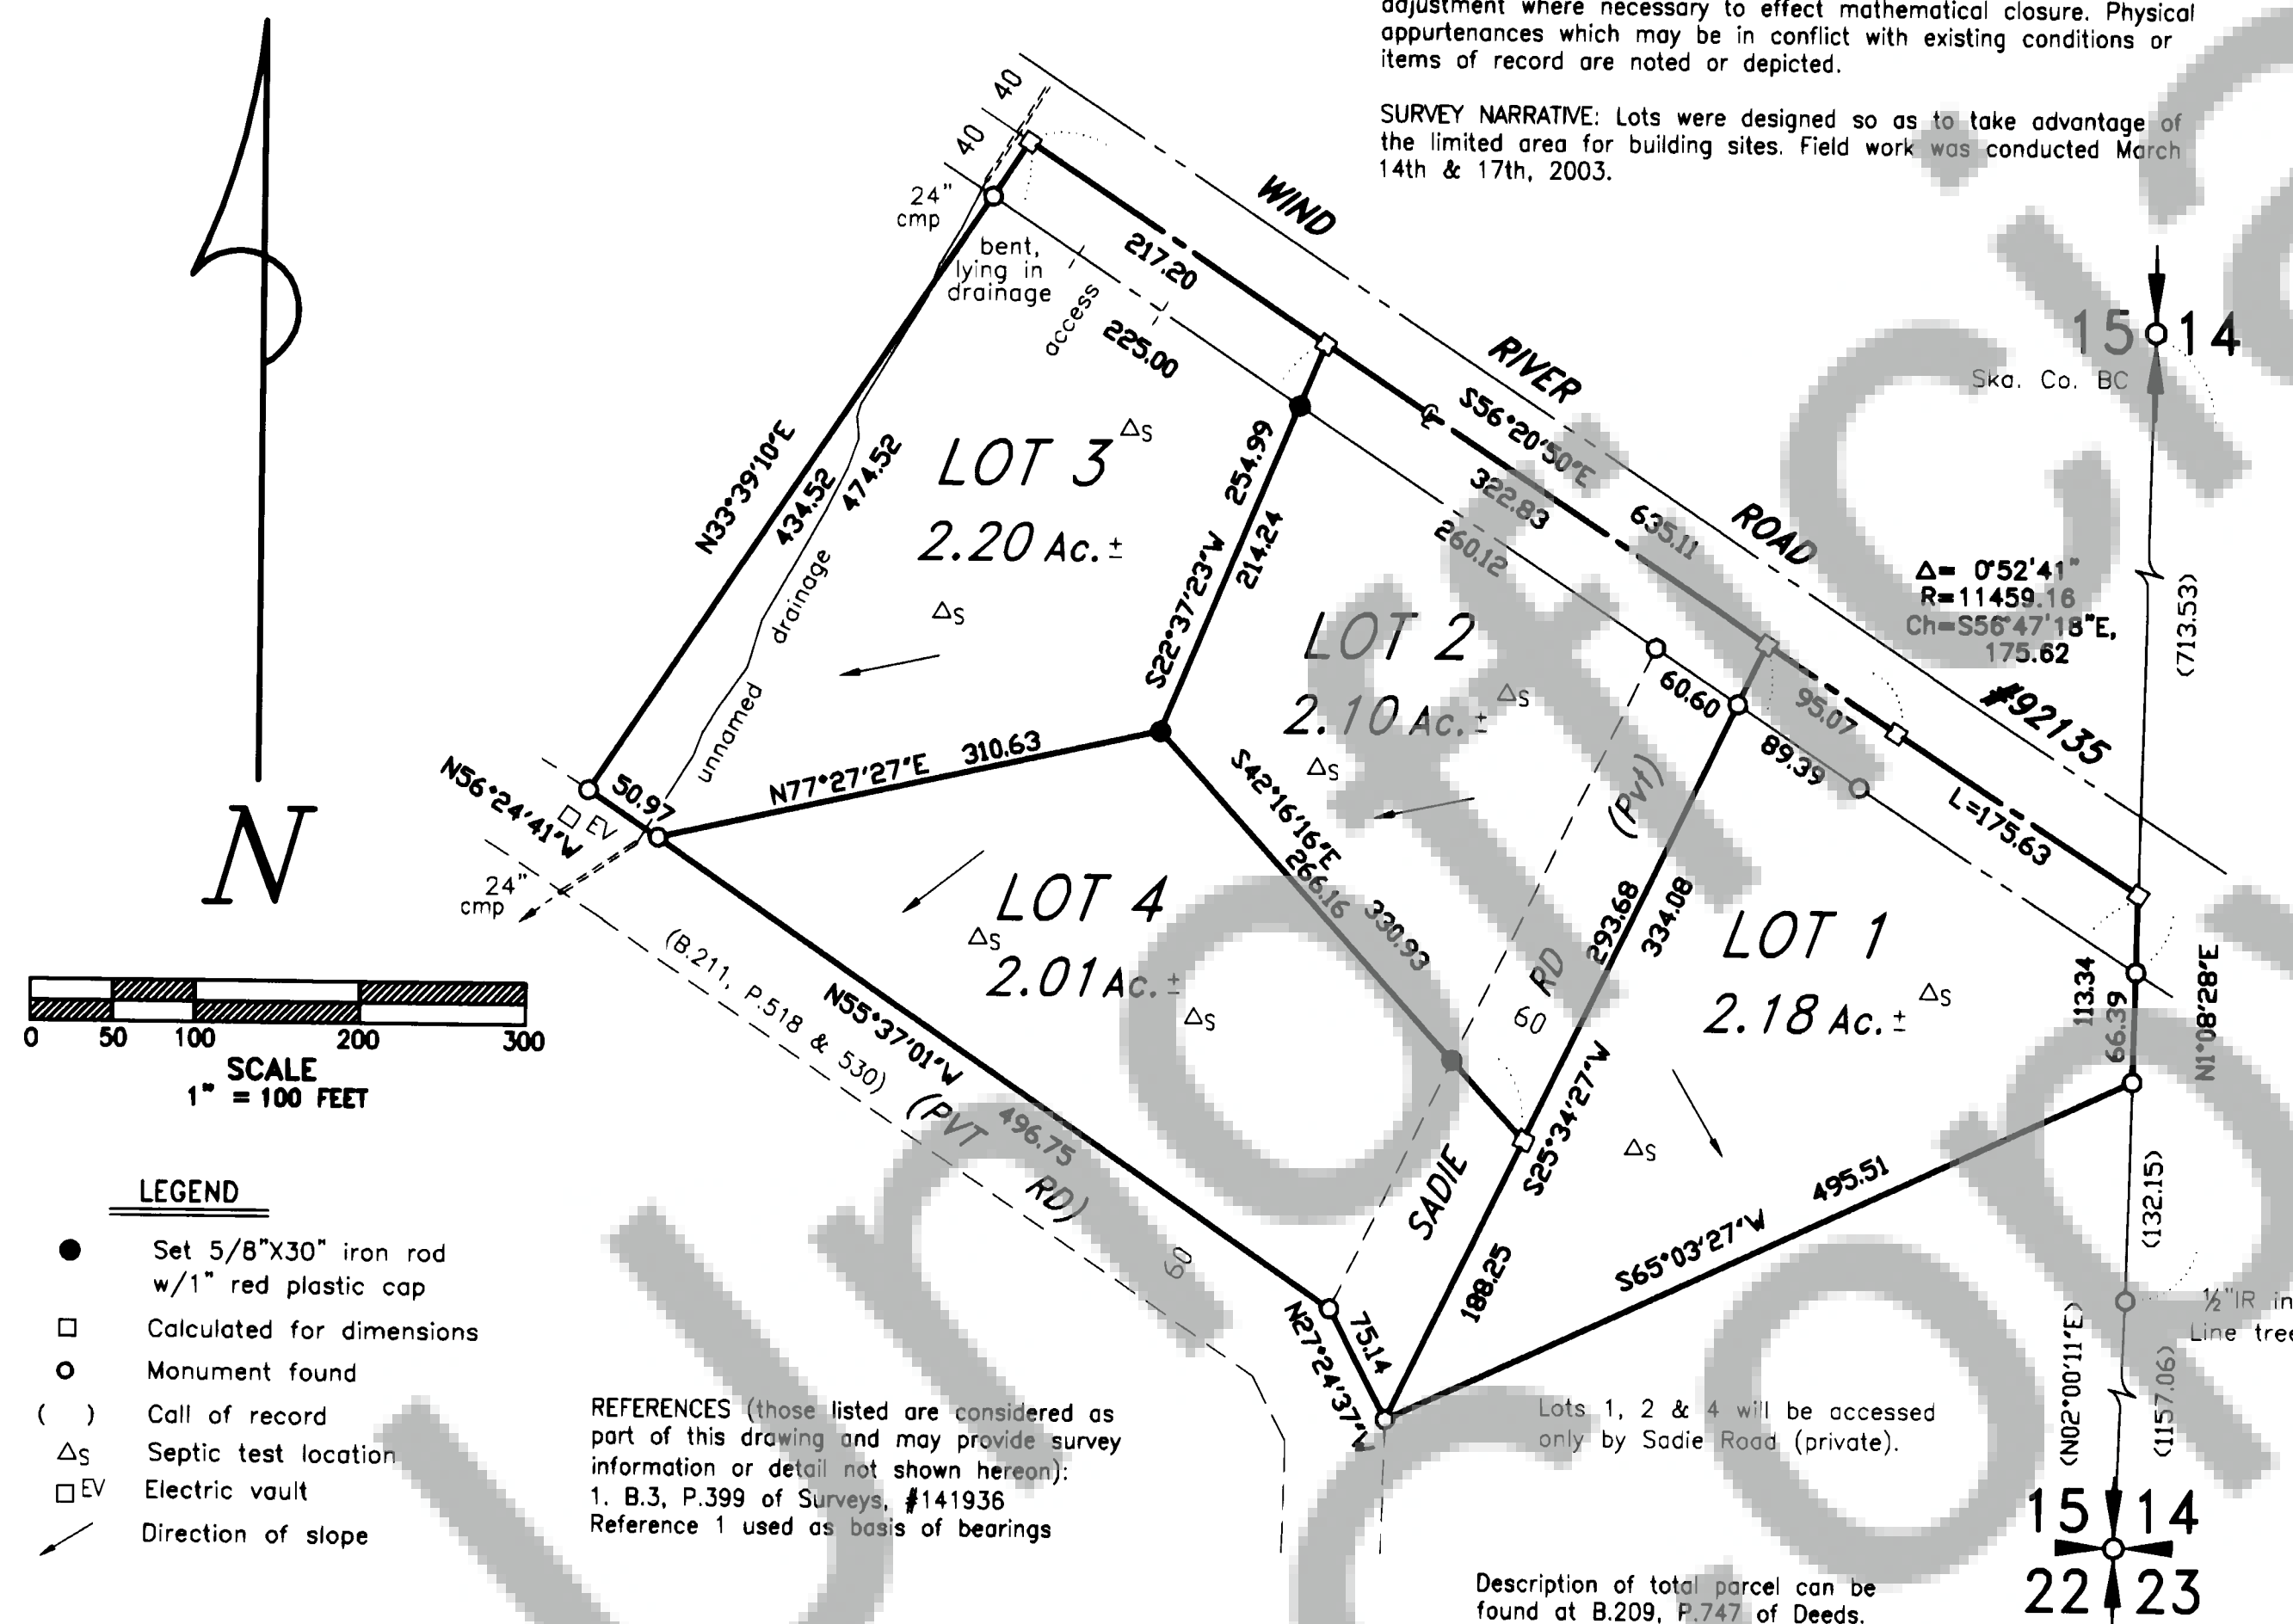 adjustment where necessary to effect mathematical closure. Physical
appurtenances which may be in conflict with existing conditions or
items of record are noted or depicted.
SURVEY NARRATIVE: Lots were designed so as to take advantage of
the limited area for building sites. Field work was conducted March
14th & 17th, 2003.
40
40
24"
cmp
bent,
lying in
drainage
access
WIND
RIVER
ROAD
#92135
217.20
225.00
S56°20'50"E
322.83
635.11
260.12
15 14
Ska. Co. BC
(713.53)
Δ= 0°52'41"
R=11459.16
Ch=S56°47'18"E,
175.62
N33°39'10"E
434.52
474.52
LOT 3
ΔS
2.20 Ac.±
ΔS
drainage
unnamed
254.99
S22°37'23"W
214.24
LOT 2
ΔS
2.10 Ac.±
ΔS
60.60
95.07
89.39
L=175.63
(Pvt)
N56°24'41"W
50.97
EV
24"
cmp
N77°27'27"E 310.63
S42°16'16"E
266.16
330.93
LOT 4
ΔS
2.01 Ac.±
ΔS
N55°37'01"W
496.75
(B.211, P.518 & 530)
(PVT
RD)
60
RD
60
SADIE
293.68
334.08
S25°34'27"W
188.25
LOT 1
ΔS
2.18 Ac.±
ΔS
113.34
66.39
N1°08'28"E
S65°03'27"W
495.51
(132.15)
½"IR in
Line tree
(N02°00'11"E)
(1157.06)
75.14
N27°24'37"W
N
0 50 100 200 300
SCALE
1" = 100 FEET
LEGEND
Set 5/8"X30" iron rod
w/1" red plastic cap
Calculated for dimensions
Monument found
( ) Call of record
ΔS Septic test location
EV Electric vault
Direction of slope
REFERENCES (those listed are considered as
part of this drawing and may provide survey
information or detail not shown hereon):
1. B.3, P.399 of Surveys, #141936
Reference 1 used as basis of bearings
Lots 1, 2 & 4 will be accessed
only by Sadie Road (private).
15 14
22 23
Description of total parcel can be
found at B.209, P.747 of Deeds.